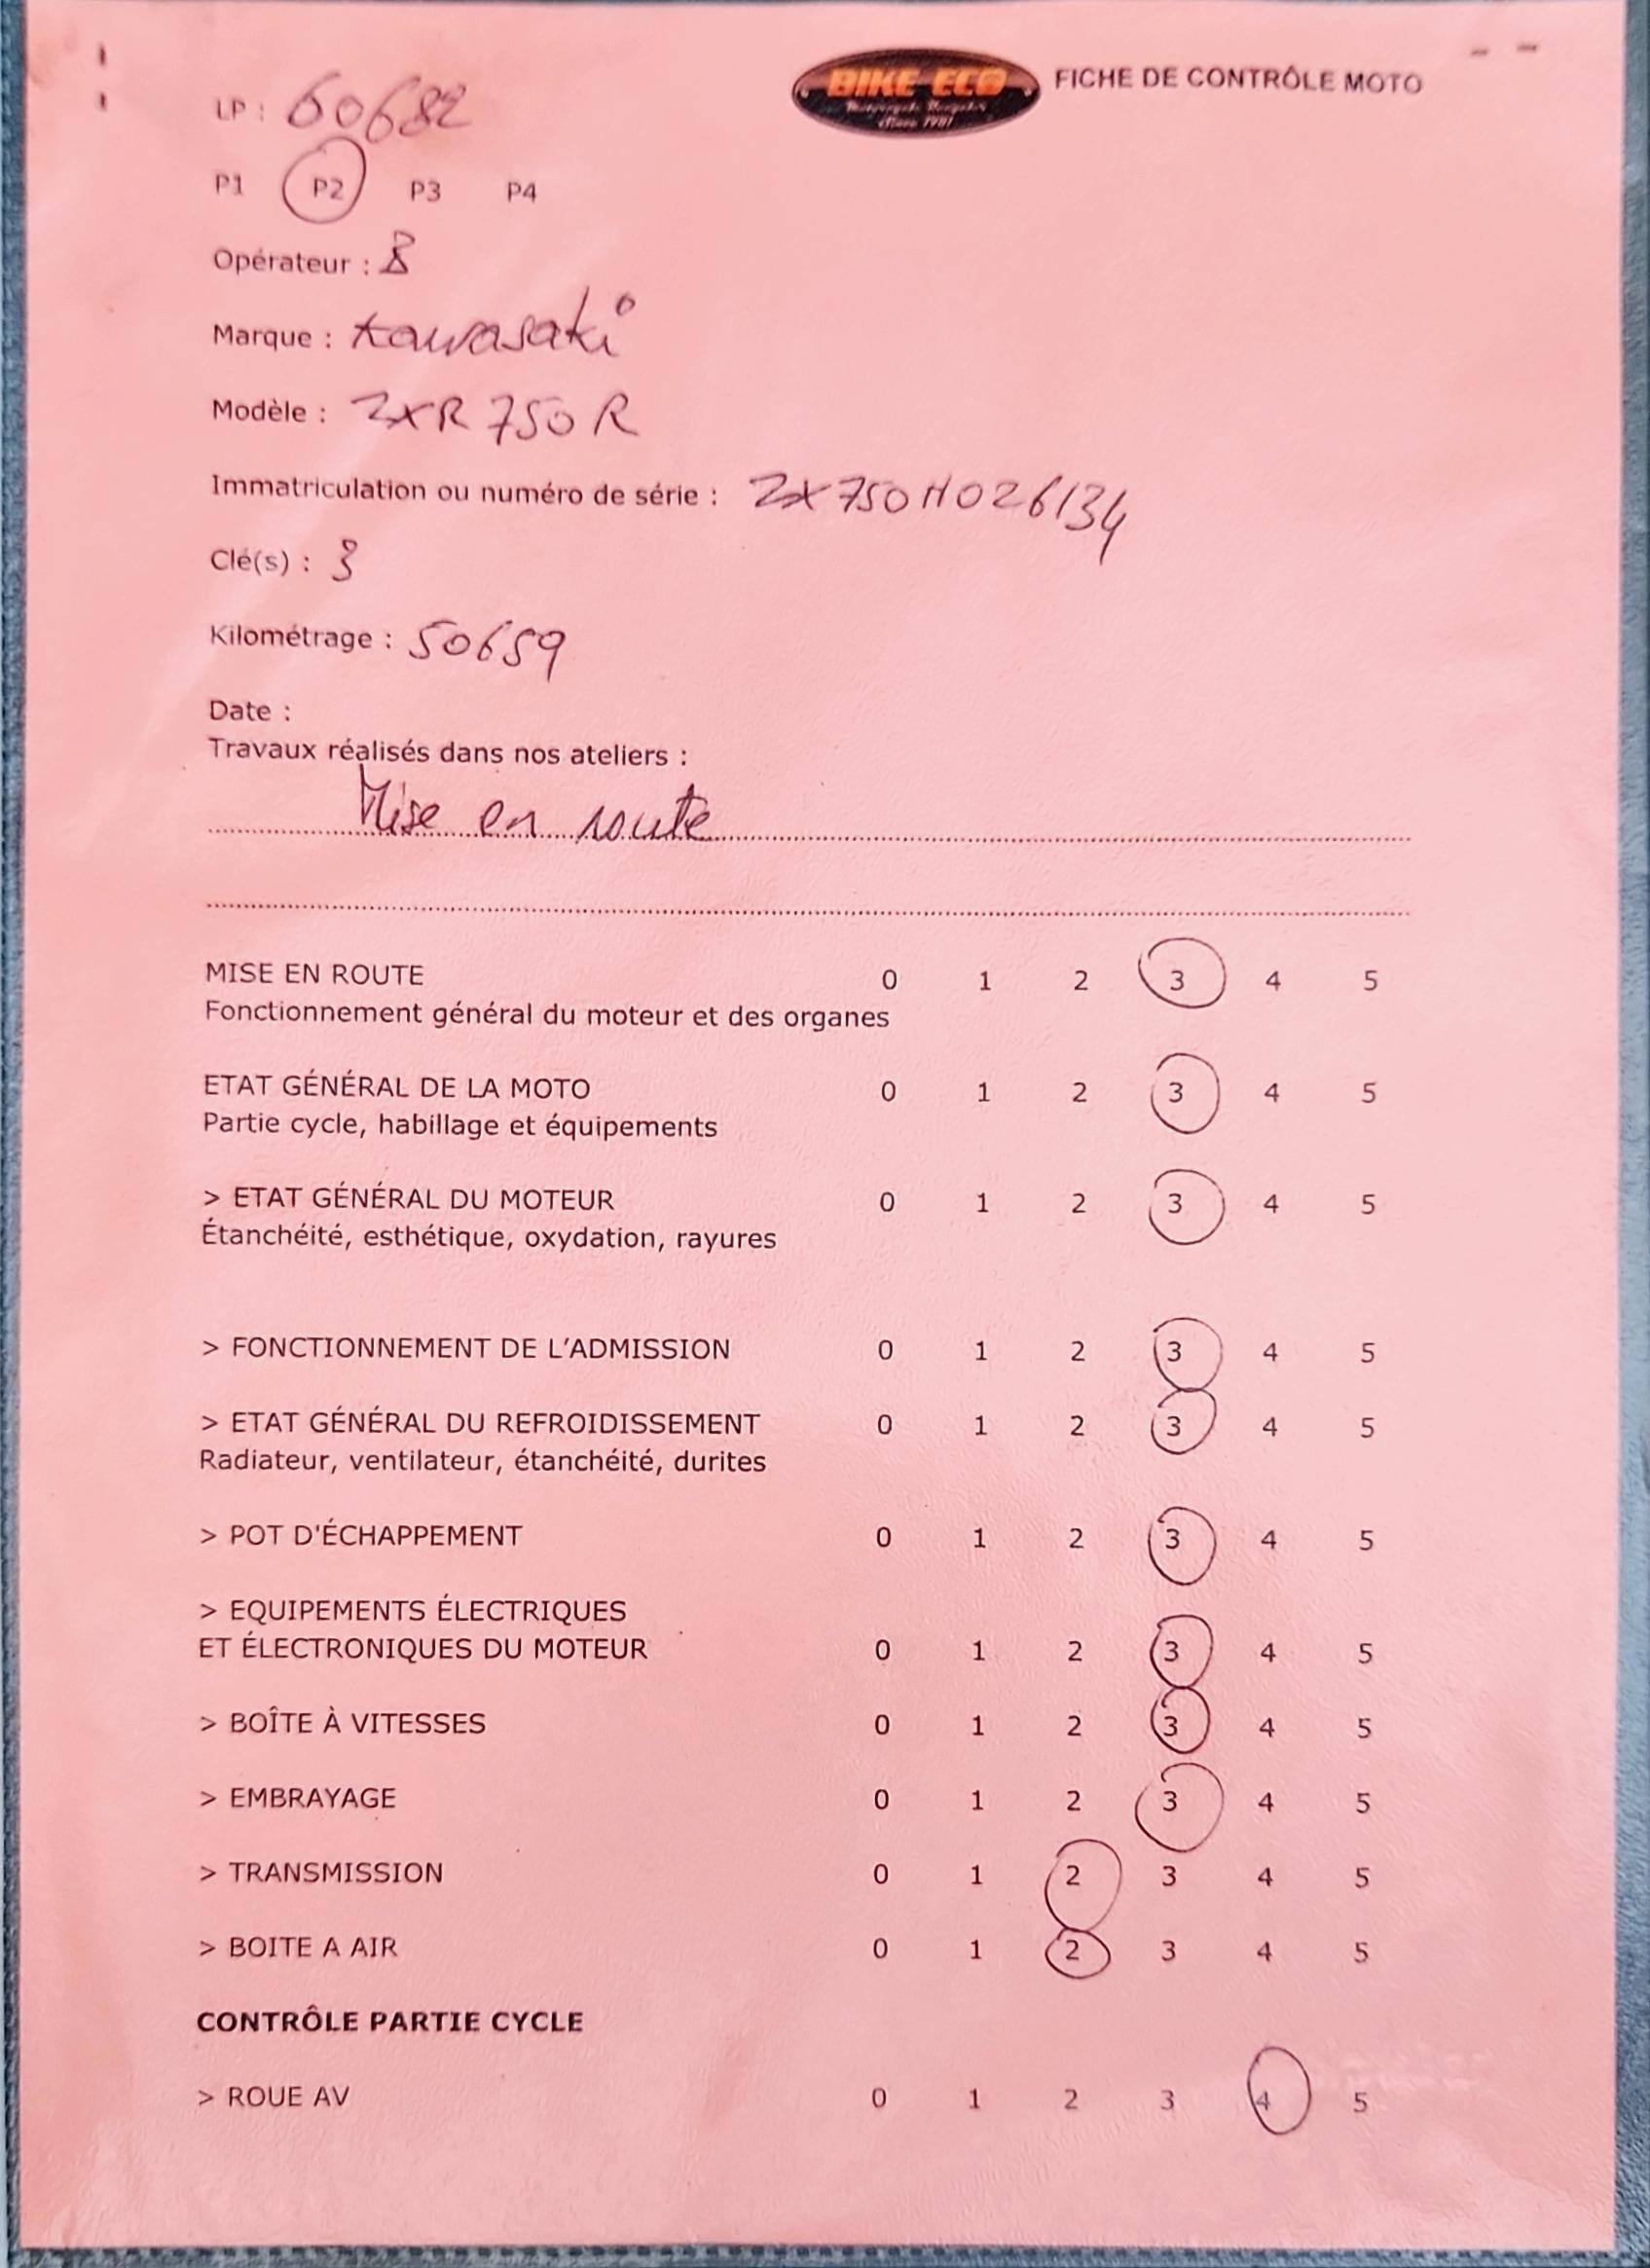 BIKE ECO
Since 1981
FICHE DE CONTRÔLE MOTO
LP : 60682
P1 P2 P3 P4
Opérateur : B
Marque : Kawasaki
Modèle : ZXR 750 R
Immatriculation ou numéro de série : ZX750H026134
Clé(s) : 3
Kilométrage : 50659
Date :
Travaux réalisés dans nos ateliers :
Mise en route
MISE EN ROUTE 0 1 2 3 4 5
Fonctionnement général du moteur et des organes
ETAT GÉNÉRAL DE LA MOTO 0 1 2 3 4 5
Partie cycle, habillage et équipements
> ETAT GÉNÉRAL DU MOTEUR 0 1 2 3 4 5
Étanchéité, esthétique, oxydation, rayures
> FONCTIONNEMENT DE L'ADMISSION 0 1 2 3 4 5
> ETAT GÉNÉRAL DU REFROIDISSEMENT 0 1 2 3 4 5
Radiateur, ventilateur, étanchéité, durites
> POT D'ÉCHAPPEMENT 0 1 2 3 4 5
> EQUIPEMENTS ÉLECTRIQUES
ET ÉLECTRONIQUES DU MOTEUR 0 1 2 3 4 5
> BOÎTE À VITESSES 0 1 2 3 4 5
> EMBRAYAGE 0 1 2 3 4 5
> TRANSMISSION 0 1 2 3 4 5
> BOITE A AIR 0 1 2 3 4 5
CONTRÔLE PARTIE CYCLE
> ROUE AV 0 1 2 3 4 5